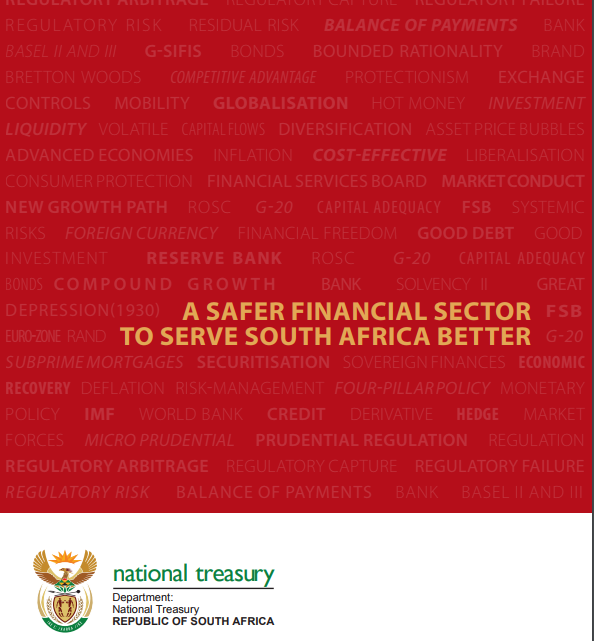 REGULATORY ARBITRAGE REGULATORY CAPTURE REGULATORY FAILURE
REGULATORY RISK RESIDUAL RISK BALANCE OF PAYMENTS BANK
BASEL II AND III G-SIFIS BONDS BOUNDED RATIONALITY BRAND
BRETTON WOODS COMPETITIVE ADVANTAGE PROTECTIONISM EXCHANGE
CONTROLS MOBILITY GLOBALISATION HOT MONEY INVESTMENT
LIQUIDITY VOLATILE CAPITAL FLOWS DIVERSIFICATION ASSET PRICE BUBBLES
ADVANCED ECONOMIES INFLATION COST-EFFECTIVE LIBERALISATION
CONSUMER PROTECTION FINANCIAL SERVICES BOARD MARKET CONDUCT
NEW GROWTH PATH ROSC G-20 CAPITAL ADEQUACY FSB SYSTEMIC
RISKS FOREIGN CURRENCY FINANCIAL FREEDOM GOOD DEBT GOOD
INVESTMENT RESERVE BANK ROSC G-20 CAPITAL ADEQUACY
BONDS COMPOUND GROWTH BANK SOLVENCY II GREAT
DEPRESSION(1930) A SAFER FINANCIAL SECTOR FSB
EURO-ZONE RAND TO SERVE SOUTH AFRICA BETTER G-20
SUBPRIME MORTGAGES SECURITISATION SOVEREIGN FINANCES ECONOMIC
RECOVERY DEFLATION RISK-MANAGEMENT FOUR-PILLAR POLICY MONETARY
POLICY IMF WORLD BANK CREDIT DERIVATIVE HEDGE MARKET
FORCES MICRO PRUDENTIAL PRUDENTIAL REGULATION REGULATION
REGULATORY ARBITRAGE REGULATORY CAPTURE REGULATORY FAILURE
REGULATORY RISK BALANCE OF PAYMENTS BANK BASEL II AND III
national treasury
Department:
National Treasury
REPUBLIC OF SOUTH AFRICA